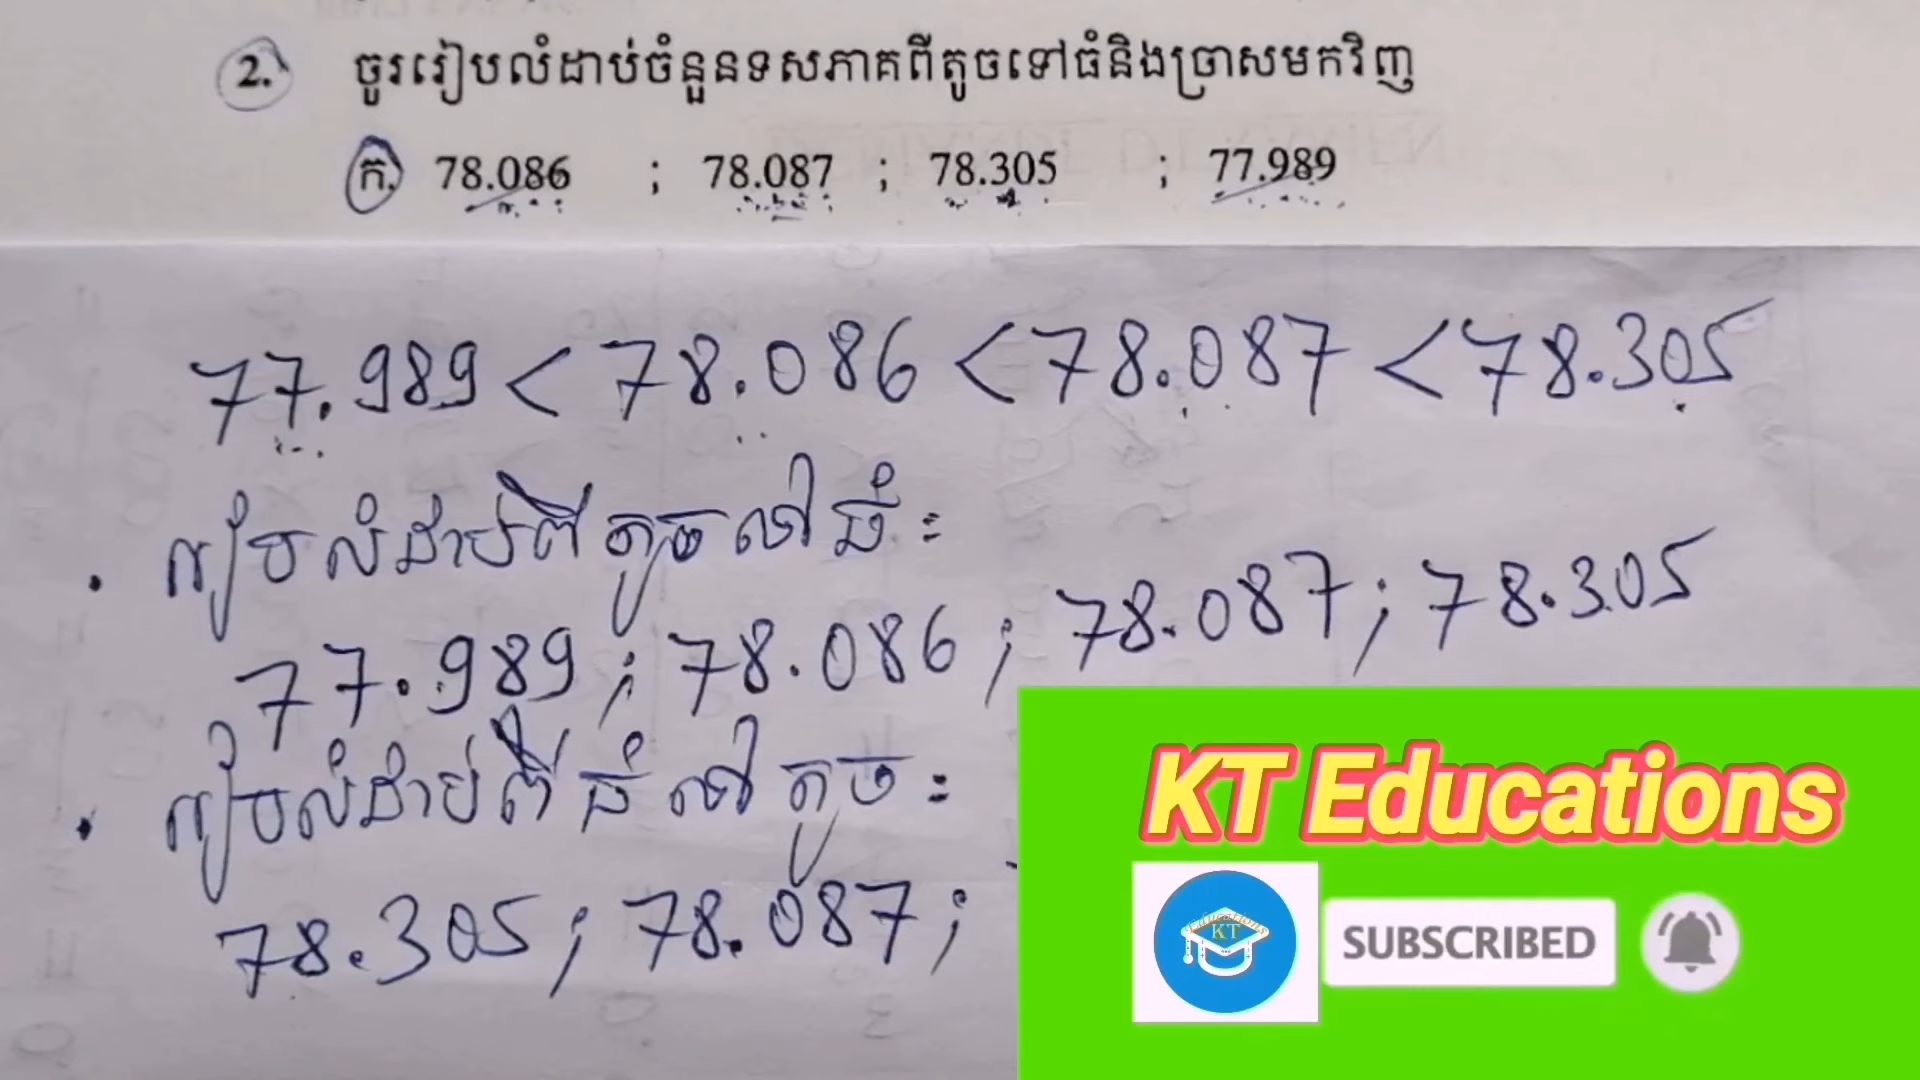 2. ចូររៀបលំដាប់ចំនួនទសភាគពីតូចទៅធំនិងច្រាសមកវិញ
ក. 78.086 ; 78.087 ; 78.305 ; 77.989
77.989 < 78.086 < 78.087 < 78.305
. រៀបលំដាប់ពីតូចទៅធំ:
77.989 ; 78.086 ; 78.087 ; 78.305
. រៀបលំដាប់ពីធំទៅតូច:
78.305 ; 78.087 ;
KT Educations
Educations
KT
SUBSCRIBED